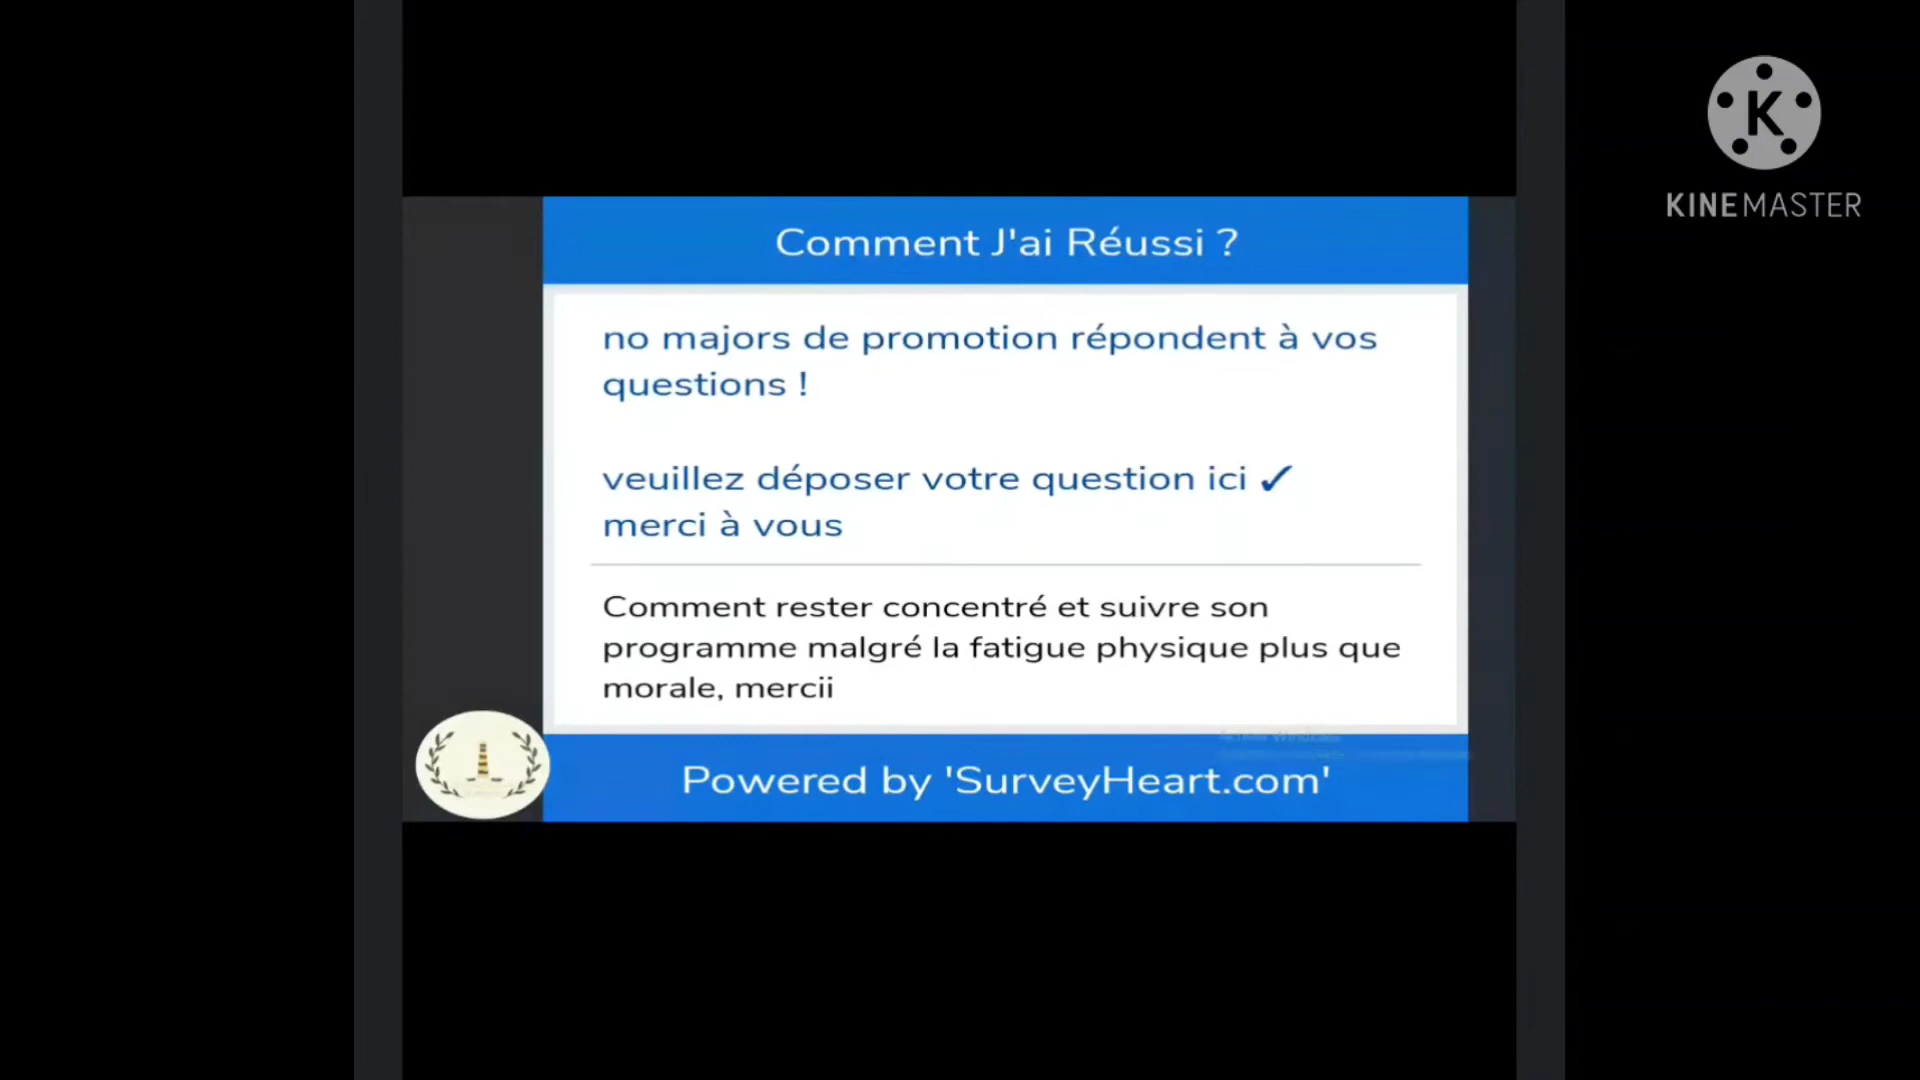 K
KINEMASTER
Comment J'ai Réussi ?
no majors de promotion répondent à vos
questions !
veuillez déposer votre question ici ✓
merci à vous
Comment rester concentré et suivre son
programme malgré la fatigue physique plus que
morale, mercii
Powered by 'SurveyHeart.com'